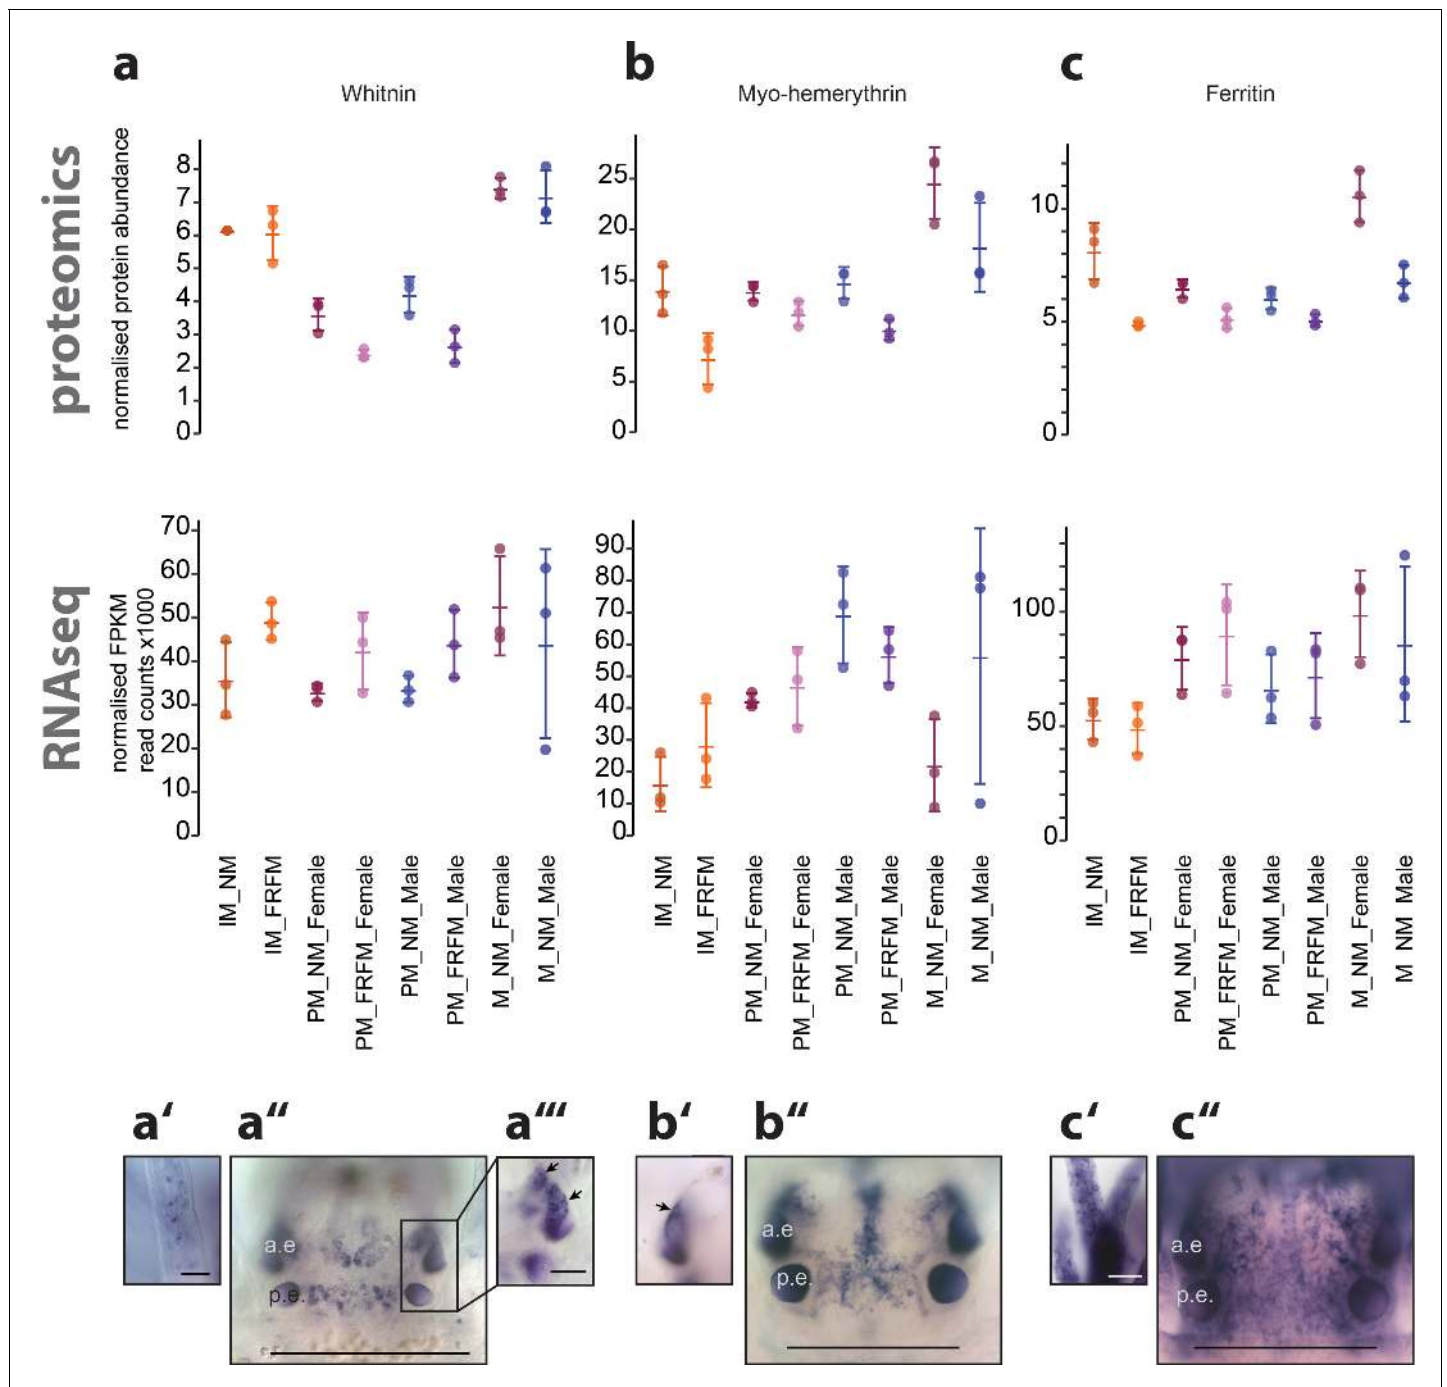 a
b
c
Whitnin
Myo-hemerythrin
Ferritin
proteomics
normalised protein abundance
8
7
6
5
4
3
2
1
0
25
20
15
10
5
0
10
5
0
RNAseq
normalised FPKM
read counts x1000
70
60
50
40
30
20
10
0
90
80
70
60
50
40
30
20
10
0
100
50
0
IM_NM
IM_FRFM
PM_NM_Female
PM_FRFM_Female
PM_NM_Male
PM_FRFM_Male
M_NM_Female
M_NM_Male
IM_NM
IM_FRFM
PM_NM_Female
PM_FRFM_Female
PM_NM_Male
PM_FRFM_Male
M_NM_Female
M_NM_Male
IM_NM
IM_FRFM
PM_NM_Female
PM_FRFM_Female
PM_NM_Male
PM_FRFM_Male
M_NM_Female
M_NM_Male
a‘
a“
a‘“
b‘
b“
c‘
c“
a.e
p.e.
a.e
p.e.
a.e
p.e.